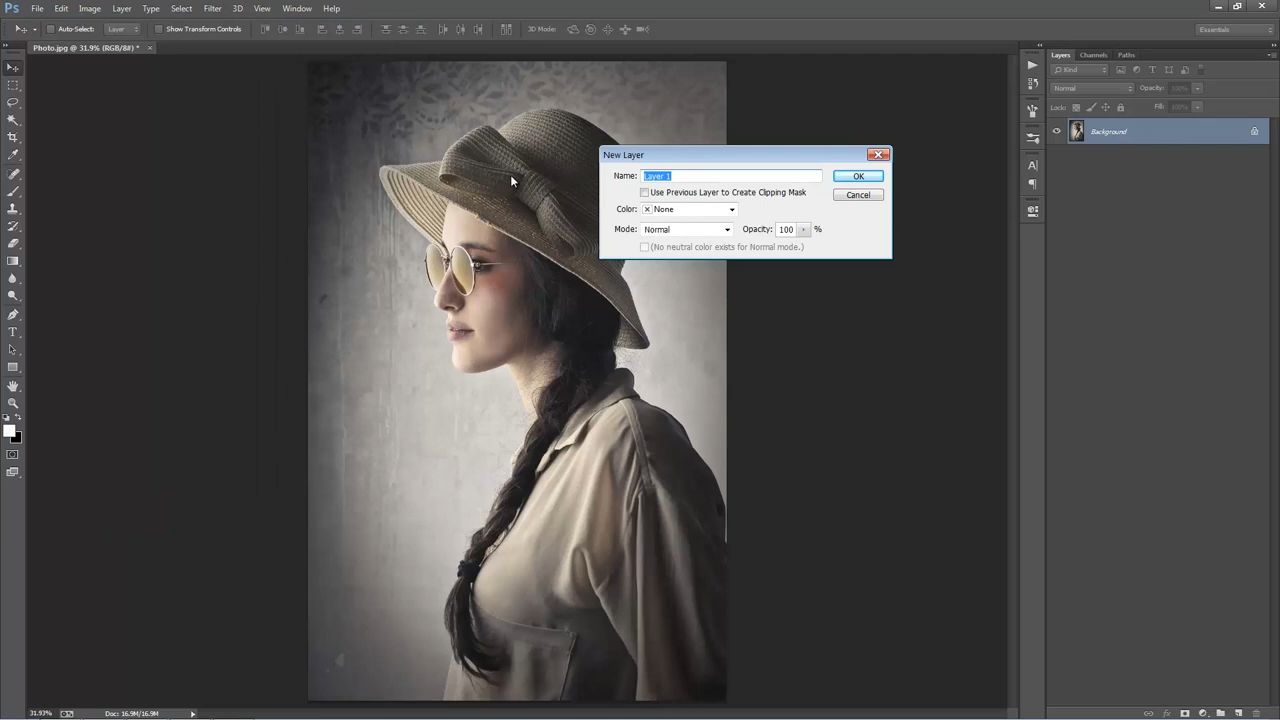 Ps File Edit Image Layer Type Select Filter 3D View Window Help
Auto-Select: Layer Show Transform Controls 3D Mode: Essentials
Photo.jpg @ 31.9% (RGB/8#) * ×
Layers Channels Paths
Kind
Normal Opacity: 100%
Lock: Fill: 100%
Background
New Layer
Name: Layer 1 OK
Use Previous Layer to Create Clipping Mask Cancel
Color: None
Mode: Normal Opacity: 100 %
(No neutral color exists for Normal mode.)
31.93% Doc: 16.9M/16.9M